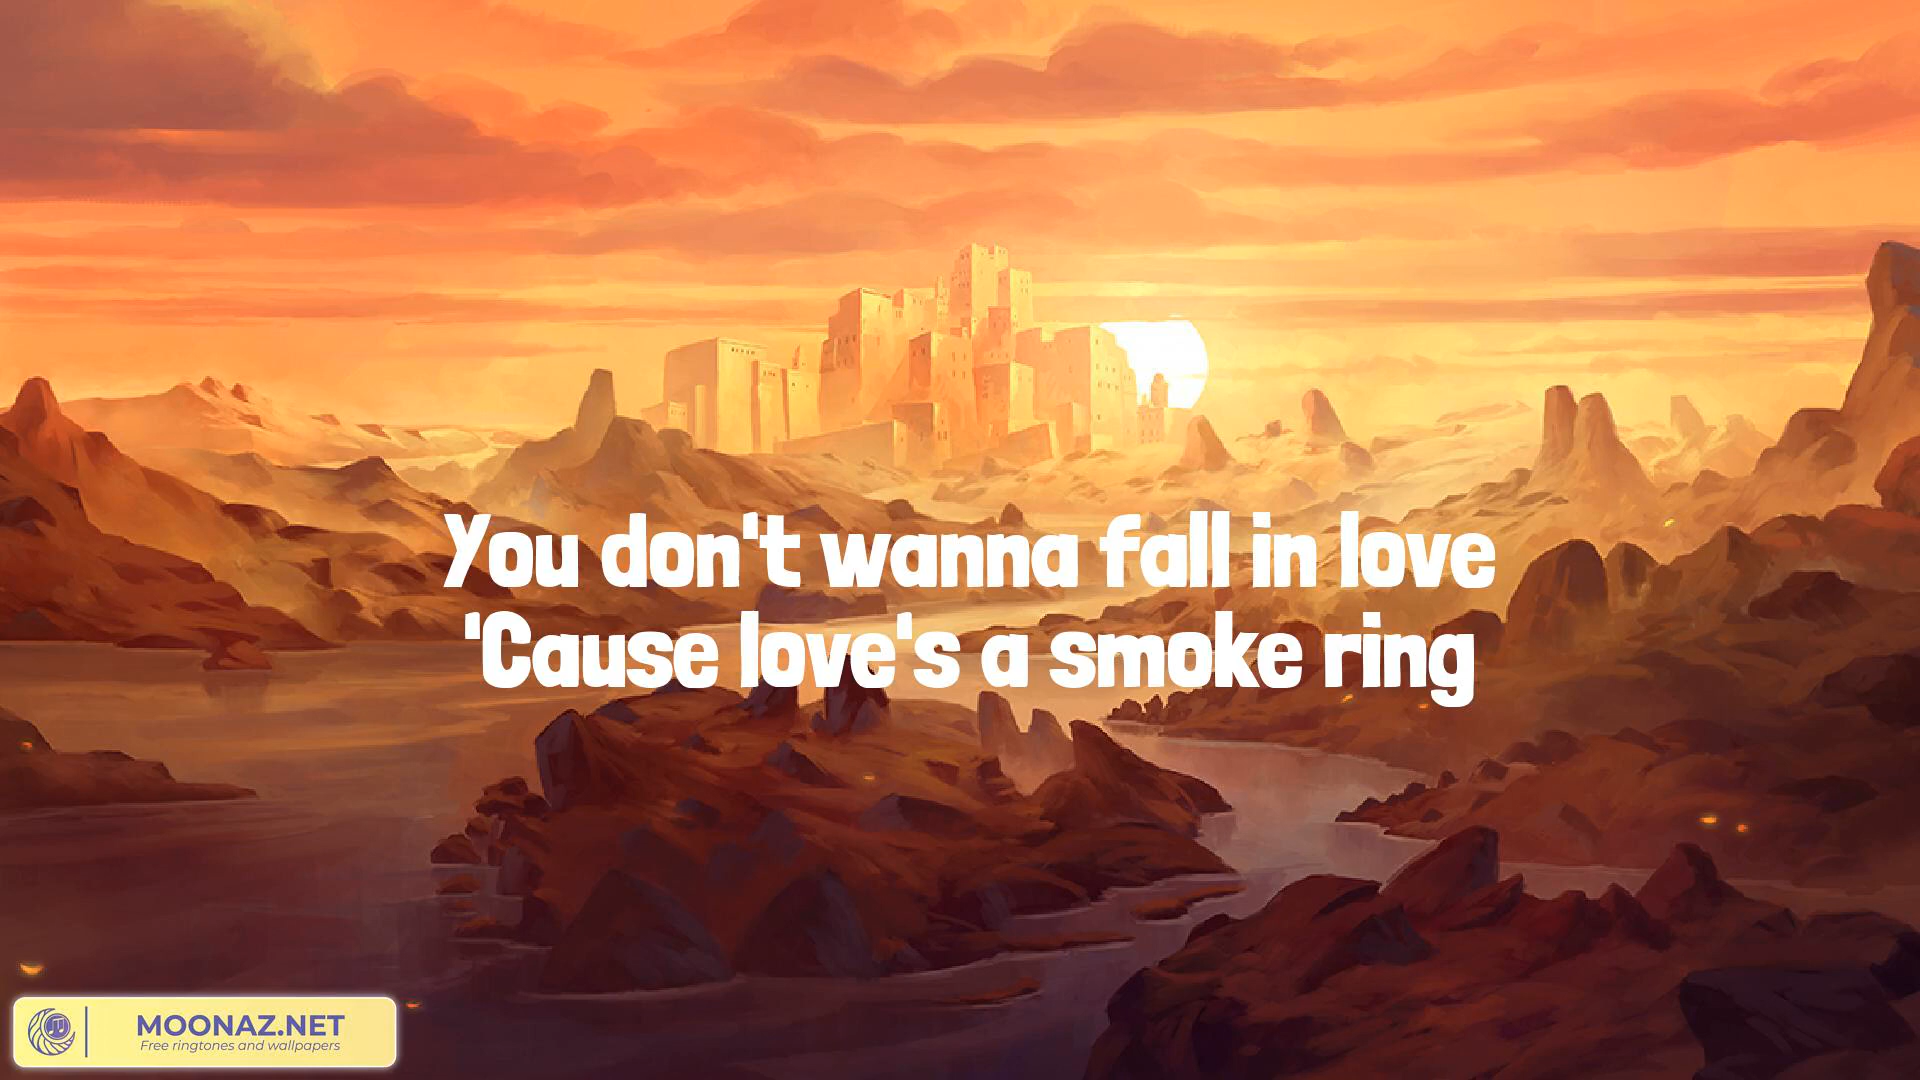 You don't wanna fall in love
'Cause love's a smoke ring
MOONAZ.NET
Free ringtones and wallpapers